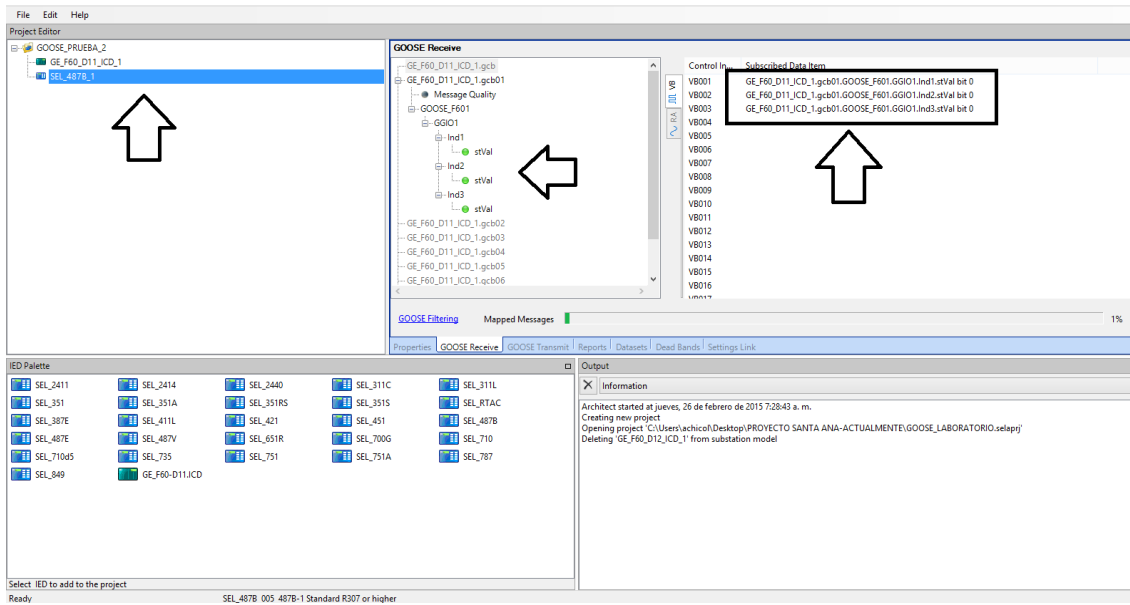 File Edit Help
Project Editor
GOOSE_PRUEBA_2
GE_F60_D11_ICD_1
SEL_487B_1
GOOSE Receive
GE_F60_D11_ICD_1.gcb
GE_F60_D11_ICD_1.gcb01
Message Quality
GOOSE_F601
GGIO1
Ind1
stVal
Ind2
stVal
Ind3
stVal
GE_F60_D11_ICD_1.gcb02
GE_F60_D11_ICD_1.gcb03
GE_F60_D11_ICD_1.gcb04
GE_F60_D11_ICD_1.gcb05
GE_F60_D11_ICD_1.gcb06
VB
RA
Control In... Subscribed Data Item
VB001 GE_F60_D11_ICD_1.gcb01.GOOSE_F601.GGIO1.Ind1.stVal bit 0
VB002 GE_F60_D11_ICD_1.gcb01.GOOSE_F601.GGIO1.Ind2.stVal bit 0
VB003 GE_F60_D11_ICD_1.gcb01.GOOSE_F601.GGIO1.Ind3.stVal bit 0
VB004
VB005
VB006
VB007
VB008
VB009
VB010
VB011
VB012
VB013
VB014
VB015
VB016
VB017
GOOSE Filtering Mapped Messages 1%
Properties GOOSE Receive GOOSE Transmit Reports Datasets Dead Bands Settings Link
IED Palette
SEL_2411 SEL_2414 SEL_2440 SEL_311C SEL_311L
SEL_351 SEL_351A SEL_351RS SEL_351S SEL_RTAC
SEL_387E SEL_411L SEL_421 SEL_451 SEL_487B
SEL_487E SEL_487V SEL_651R SEL_700G SEL_710
SEL_710d5 SEL_735 SEL_751 SEL_751A SEL_787
SEL_849 GE_F60-D11.ICD
Select IED to add to the project
Output
Information
Architect started at jueves, 26 de febrero de 2015 7:28:43 a. m.
Creating new project
Opening project 'C:\Users\achicol\Desktop\PROYECTO SANTA ANA-ACTUALMENTE\GOOSE_LABORATORIO.selaprj'
Deleting 'GE_F60_D12_ICD_1' from substation model
Ready SEL_487B 005 487B-1 Standard R307 or higher